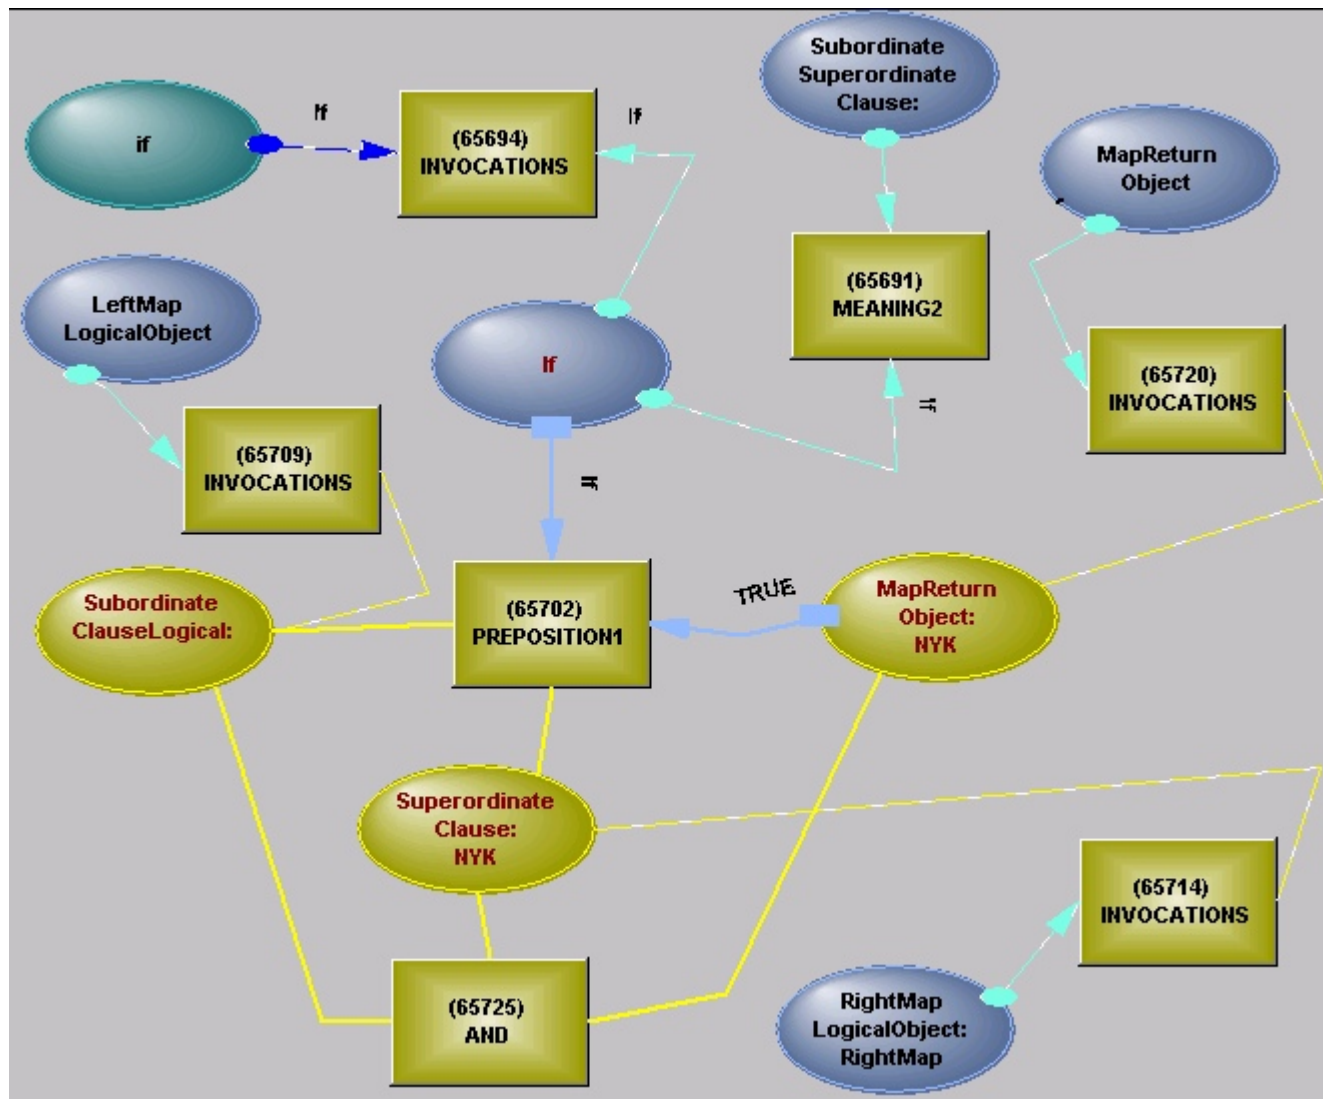 Subordinate
Superordinate
Clause:
If
If
if
(65694)
INVOCATIONS
MapReturn
Object
(65691)
MEANING2
LeftMap
LogicalObject
If
(65720)
INVOCATIONS
If
(65709)
INVOCATIONS
If
TRUE
Subordinate
ClauseLogical:
(65702)
PREPOSITION1
MapReturn
Object:
NYK
Superordinate
Clause:
NYK
(65714)
INVOCATIONS
(65725)
AND
RightMap
LogicalObject:
RightMap